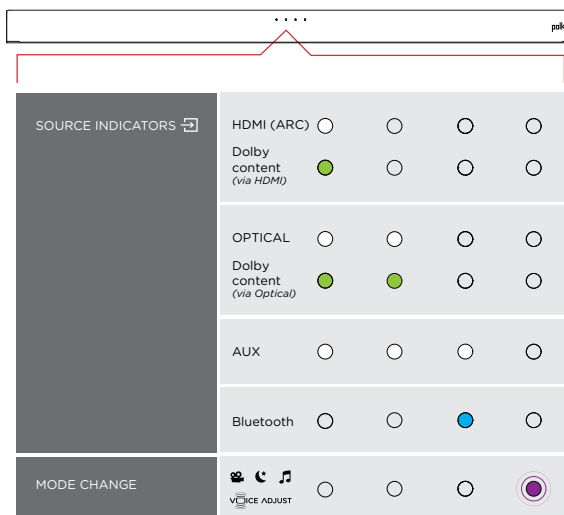 polk
SOURCE INDICATORS
HDMI (ARC)
Dolby
content
(via HDMI)
OPTICAL
Dolby
content
(via Optical)
AUX
Bluetooth
MODE CHANGE
VOICE ADJUST